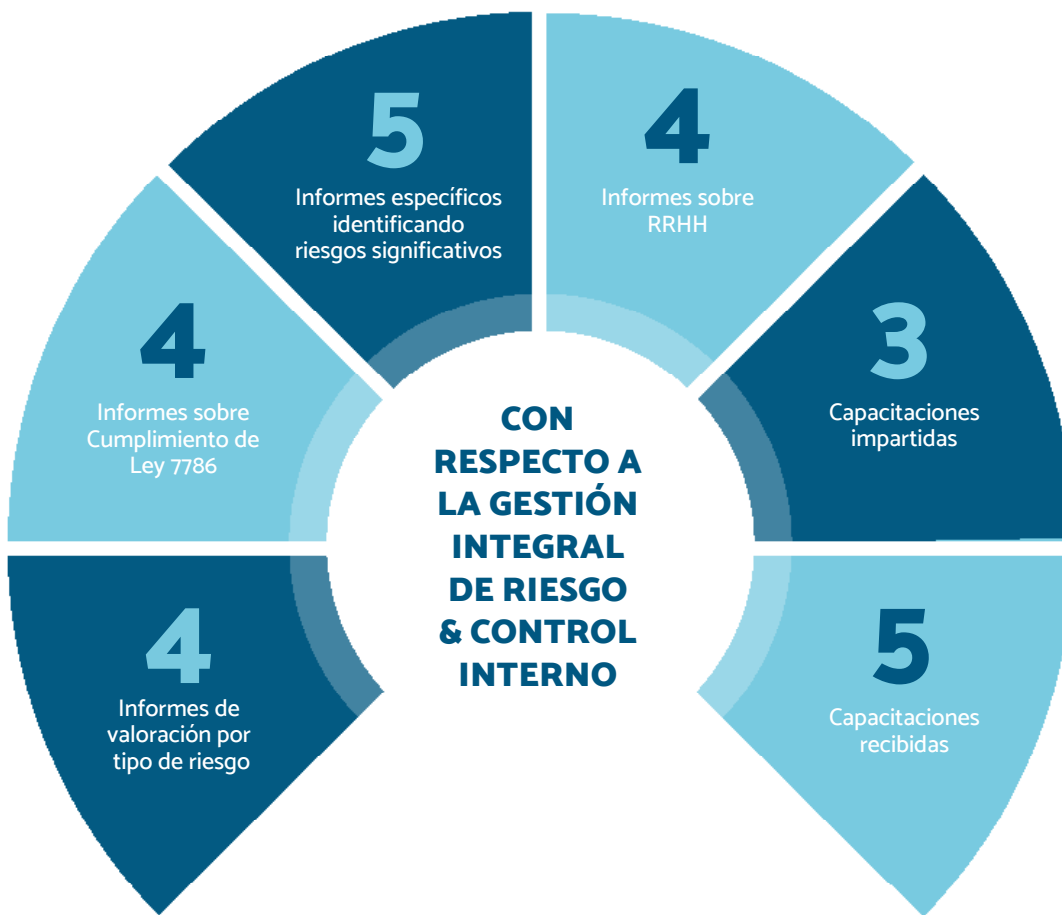 CON
RESPECTO A
LA GESTIÓN
INTEGRAL
DE RIESGO
& CONTROL
INTERNO
4
Informes de
valoración por
tipo de riesgo
4
Informes sobre
Cumplimiento de
Ley 7786
5
Informes específicos
identificando
riesgos significativos
4
Informes sobre
RRHH
3
Capacitaciones
impartidas
5
Capacitaciones
recibidas